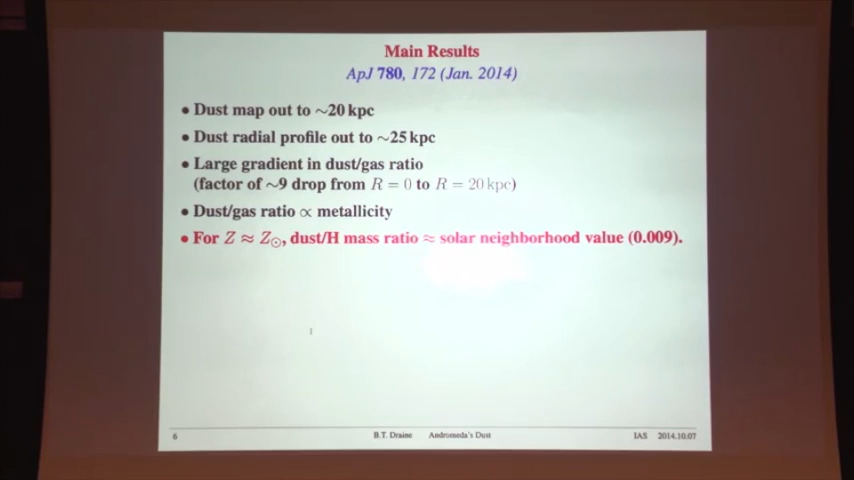 Main Results
ApJ 780, 172 (Jan. 2014)
• Dust map out to ∼20 kpc
• Dust radial profile out to ∼25 kpc
• Large gradient in dust/gas ratio
(factor of ∼9 drop from R = 0 to R = 20 kpc)
• Dust/gas ratio ∝ metallicity
• For Z ≈ Z⊙, dust/H mass ratio ≈ solar neighborhood value (0.009).
6 B.T. Draine Andromeda's Dust IAS 2014.10.07